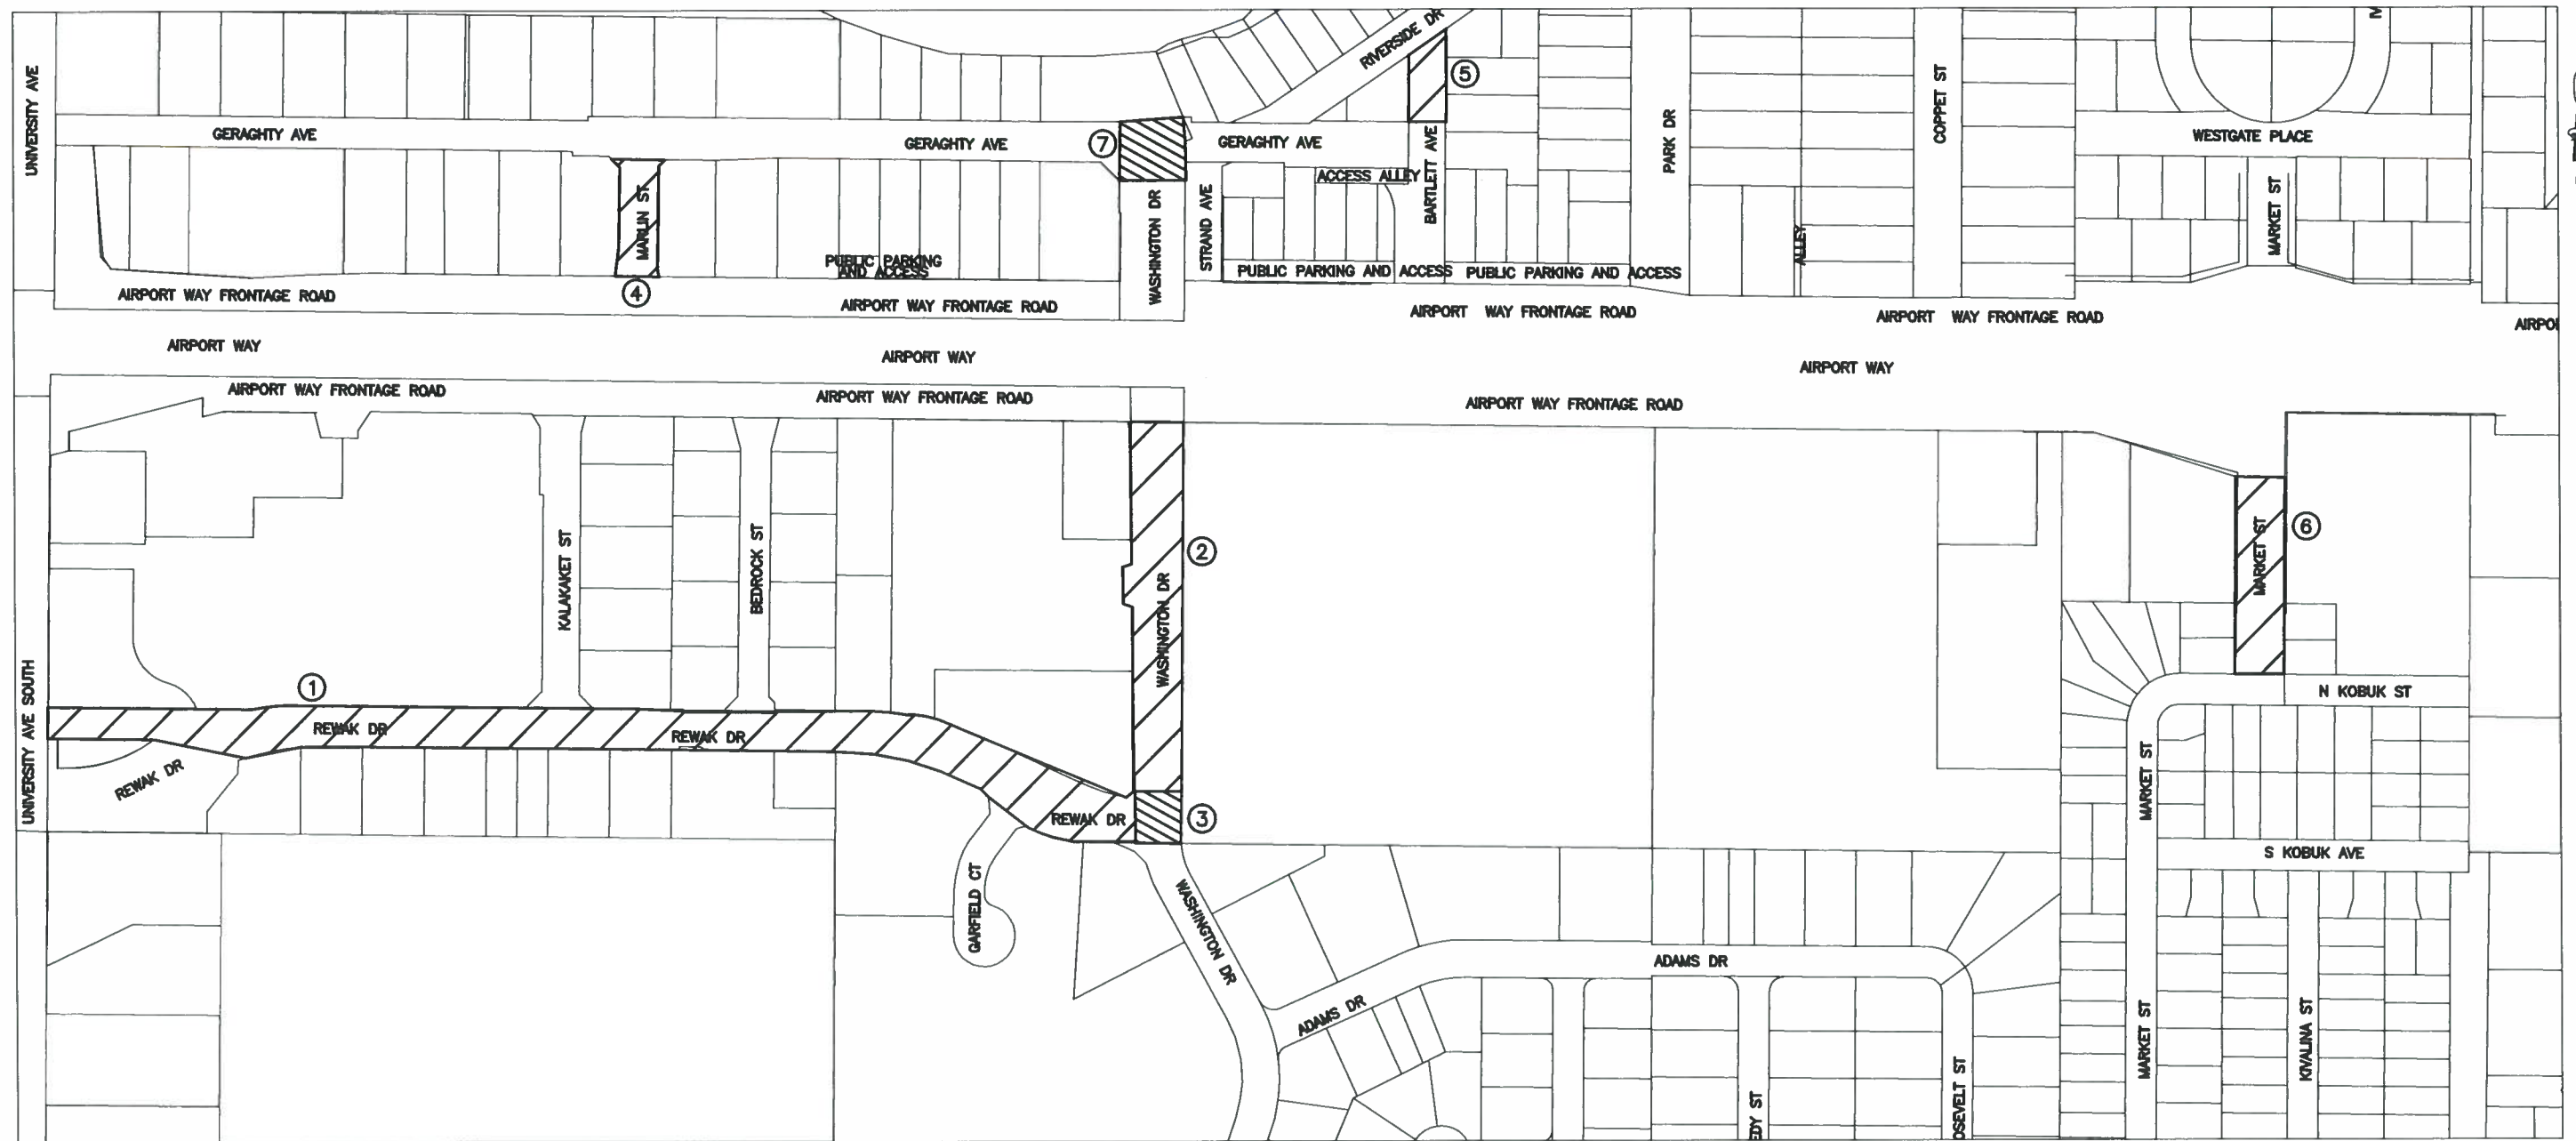 RIVERSIDE DR
UNIVERSITY AVE
5
COPPET ST
GERAGHTY AVE
GERAGHTY AVE
7
GERAGHTY AVE
PARK DR
WESTGATE PLACE
ACCESS ALLEY
BARTLETT AVE
MARLIN ST
WASHINGTON DR
STRAND AVE
MARKET ST
ALLEY
PUBLIC PARKING
AND ACCESS
PUBLIC PARKING AND ACCESS
PUBLIC PARKING AND ACCESS
4
AIRPORT WAY FRONTAGE ROAD
AIRPORT WAY FRONTAGE ROAD
AIRPORT WAY FRONTAGE ROAD
AIRPORT WAY FRONTAGE ROAD
AIRPO
AIRPORT WAY
AIRPORT WAY
AIRPORT WAY
AIRPORT WAY FRONTAGE ROAD
AIRPORT WAY FRONTAGE ROAD
AIRPORT WAY FRONTAGE ROAD
KALAKAKET ST
BEDROCK ST
2
WASHINGTON DR
MARKET ST
6
UNIVERSITY AVE SOUTH
1
N KOBUK ST
REWAK DR
REWAK DR
REWAK DR
REWAK DR
3
MARKET ST
S KOBUK AVE
GARFIELD CT
WASHINGTON DR
ADAMS DR
ADAMS DR
MARKET ST
KIVALINA ST
EDY ST
OSEVELT ST